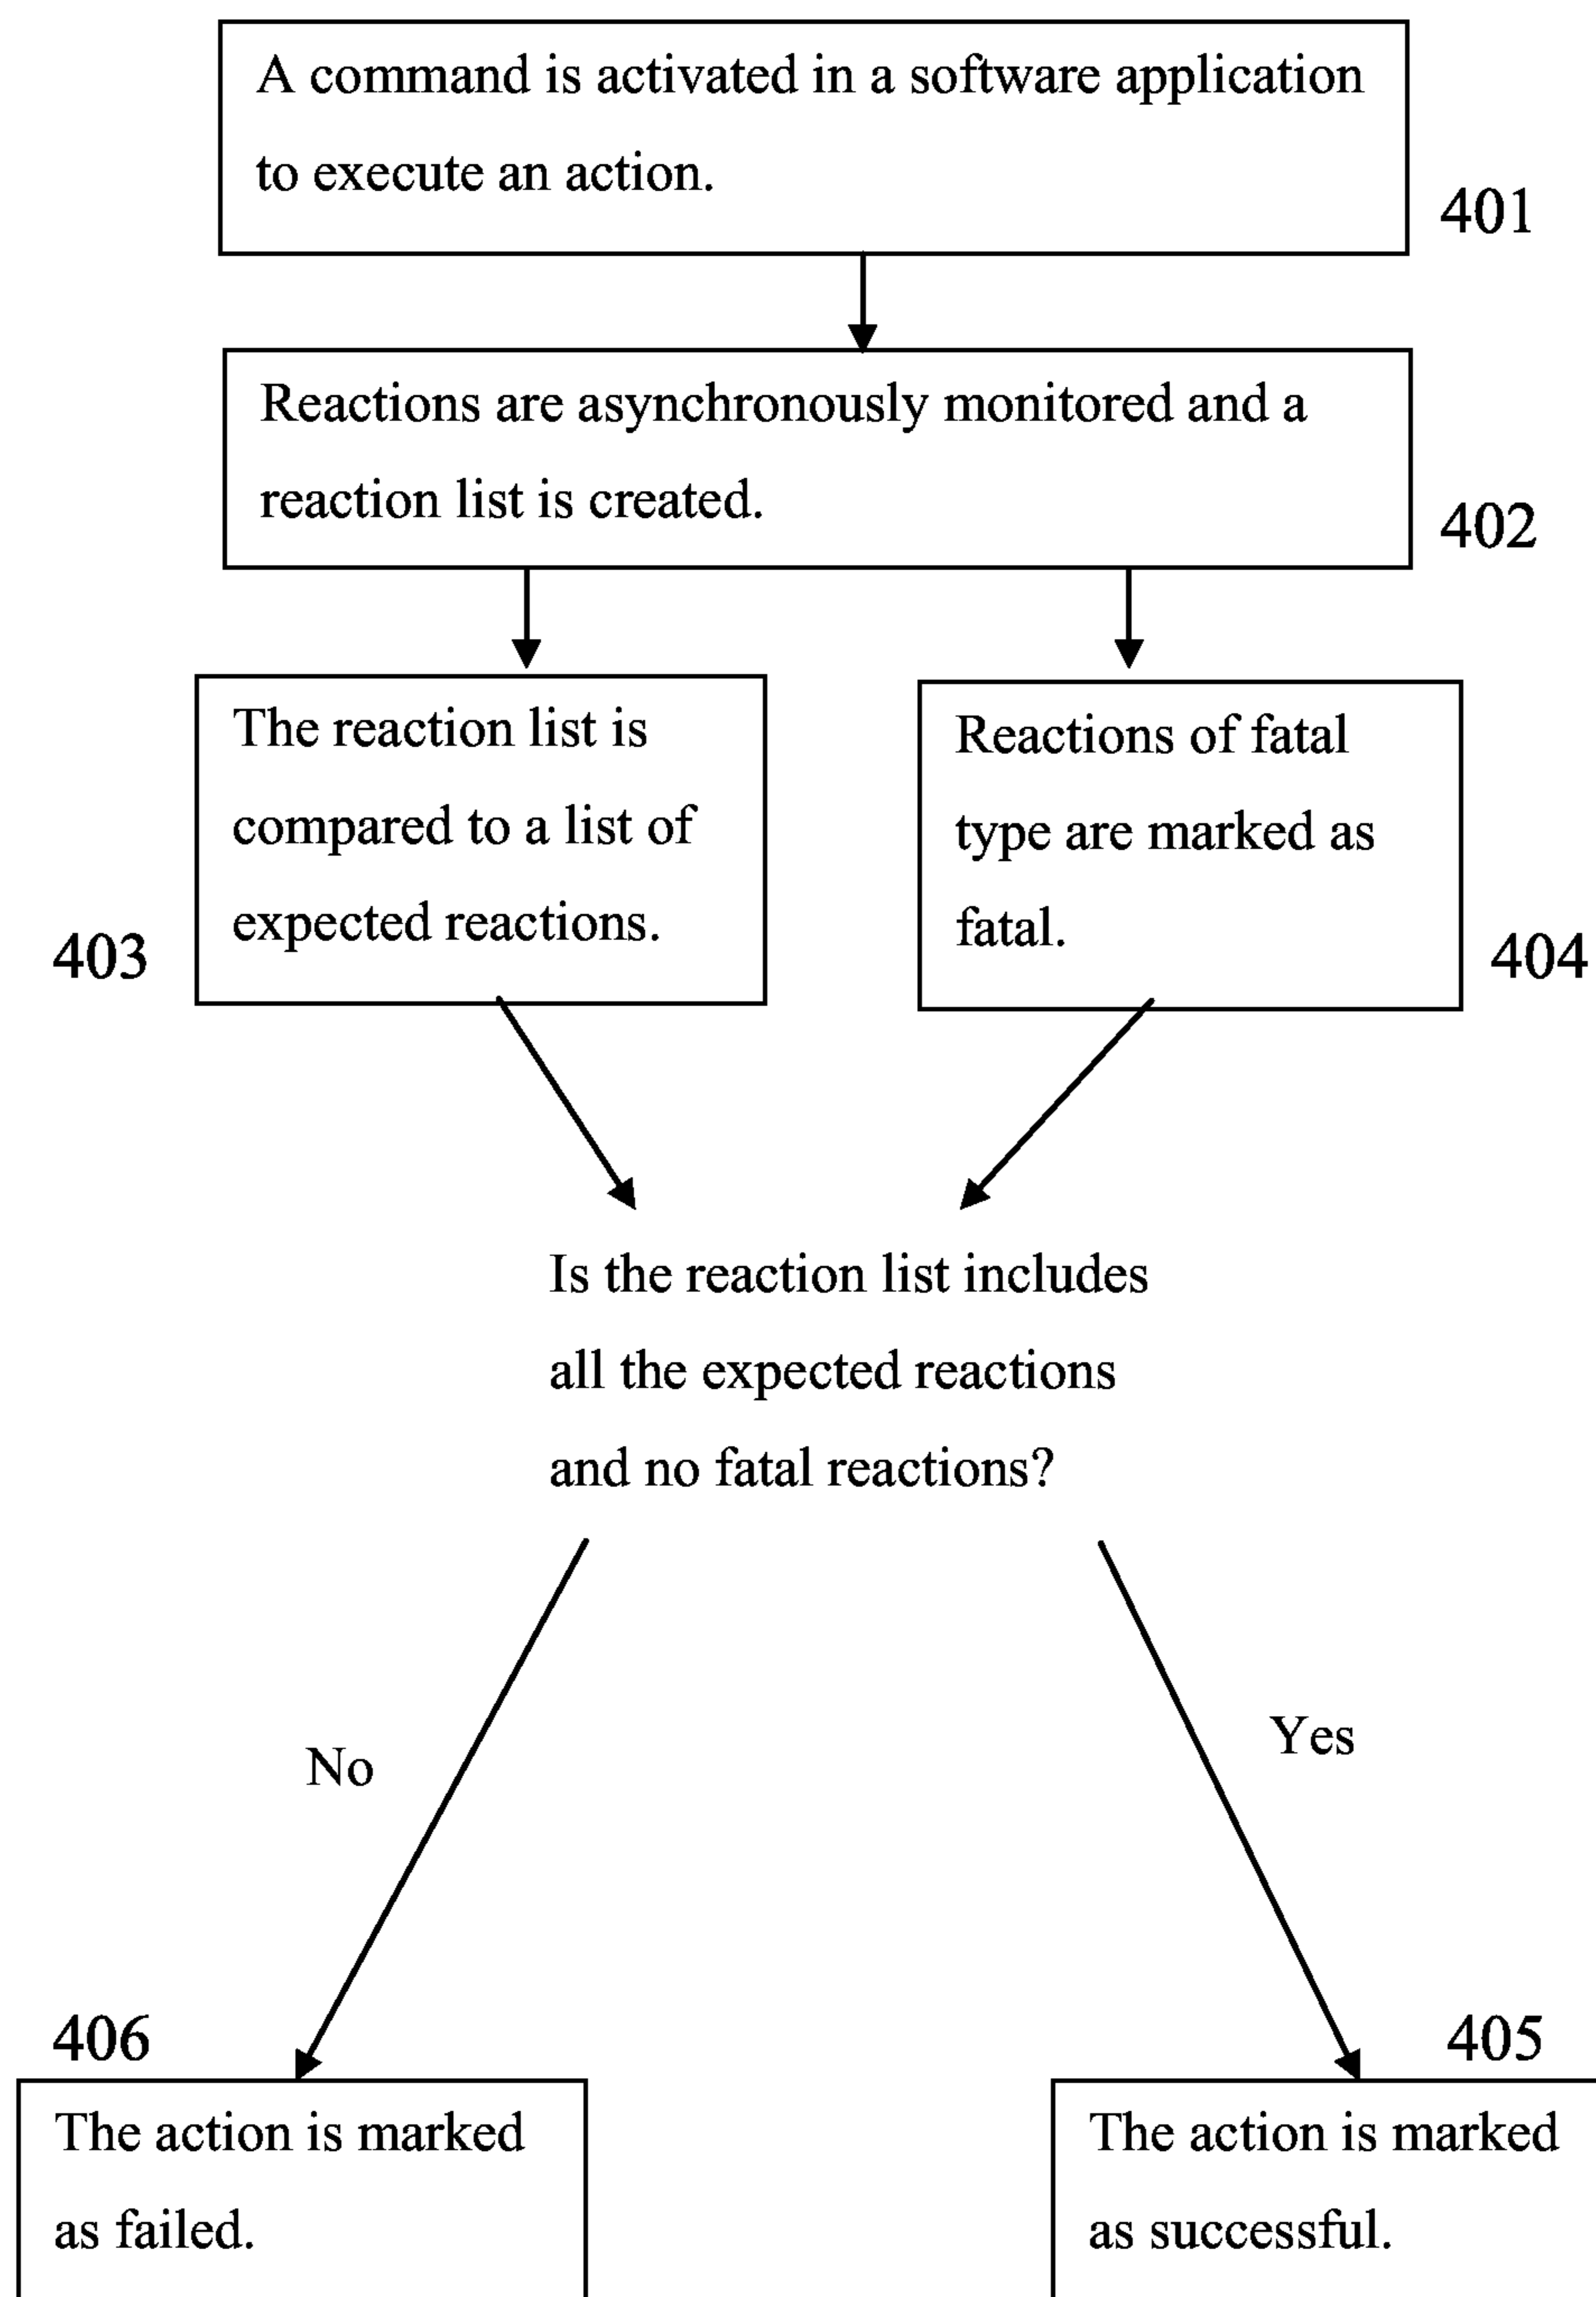 A command is activated in a software application
to execute an action.
401
Reactions are asynchronously monitored and a
reaction list is created.
402
The reaction list is
compared to a list of
expected reactions.
403
Reactions of fatal
type are marked as
fatal.
404
Is the reaction list includes
all the expected reactions
and no fatal reactions?
No
Yes
406
The action is marked
as failed.
405
The action is marked
as successful.